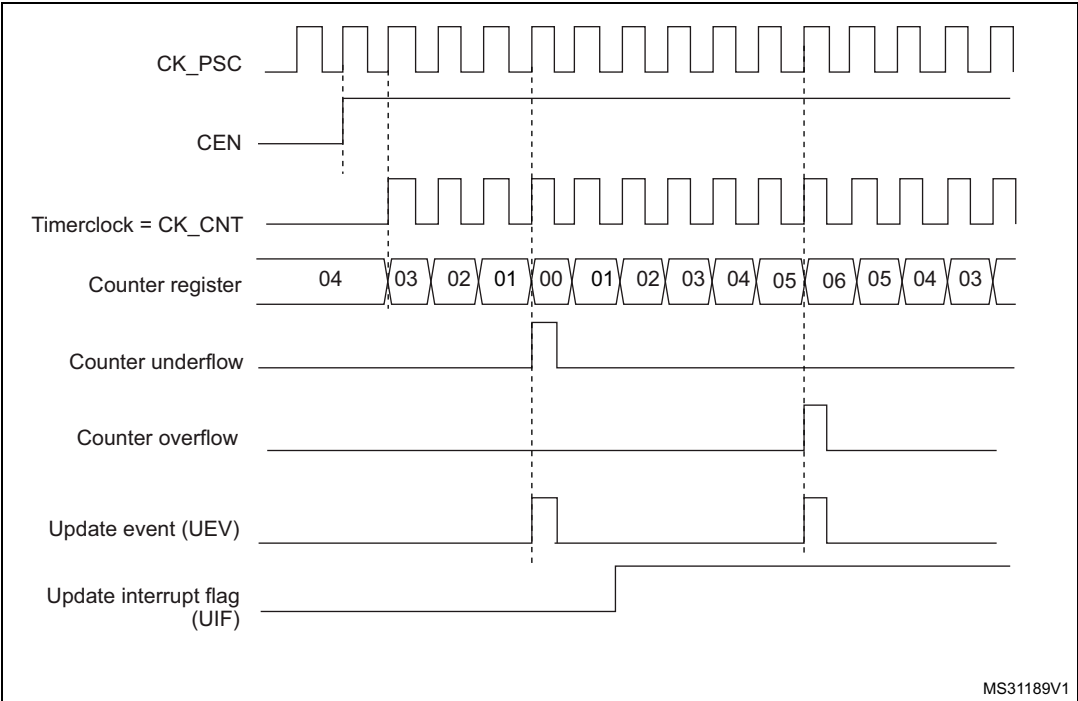 CK_PSC
CEN
Timerclock = CK_CNT
Counter register 04 03 02 01 00 01 02 03 04 05 06 05 04 03
Counter underflow
Counter overflow
Update event (UEV)
Update interrupt flag
(UIF)
MS31189V1